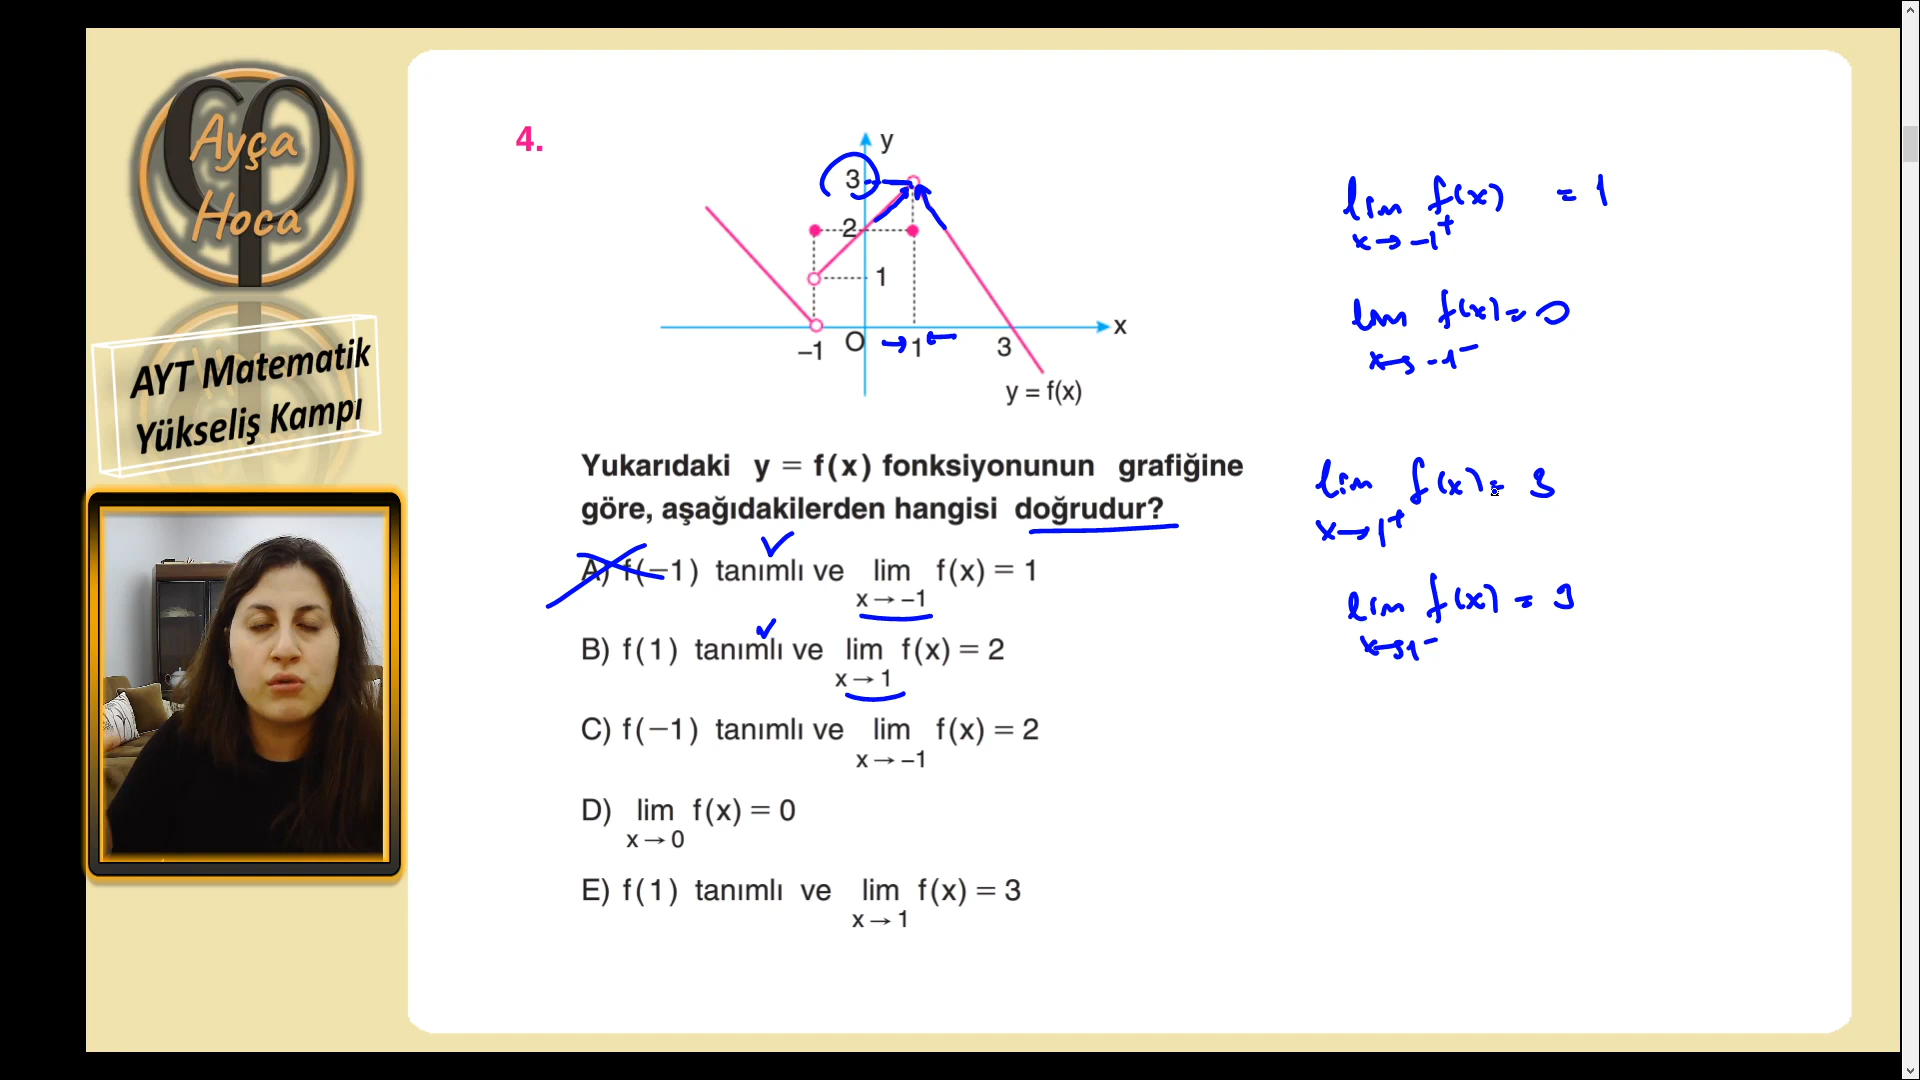 Ayça
Hoca
AYT Matematik
Yükseliş Kampı
4.
y
3
2
1
-1
O
→1←
3
x
y = f(x)
Yukarıdaki y = f(x) fonksiyonunun grafiğine
göre, aşağıdakilerden hangisi doğrudur?
A) f(−1) tanımlı ve lim f(x) = 1
x → −1
B) f(1) tanımlı ve lim f(x) = 2
x → 1
C) f(−1) tanımlı ve lim f(x) = 2
x → −1
D) lim f(x) = 0
x → 0
E) f(1) tanımlı ve lim f(x) = 3
x → 1
lim f(x) = 1
x → -1⁺
lim f(x) = 0
x → -1⁻
lim f(x) = 3
x → 1⁺
lim f(x) = 3
x → 1⁻